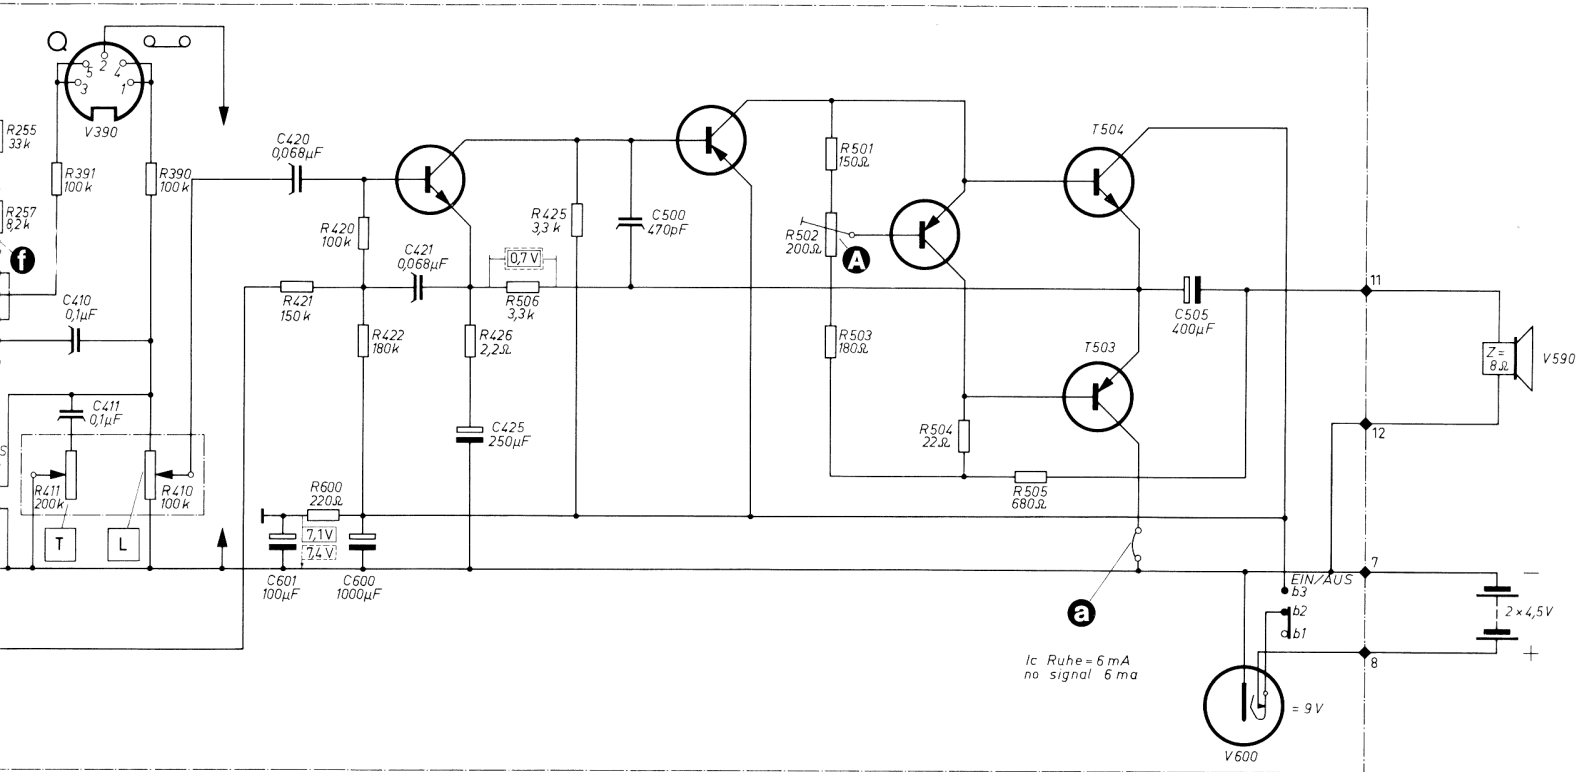 Q
2
5
4
3
1
V390
R255
33k
R391
100k
R390
100k
R257
8,2k
f
C420
0,068µF
R420
100k
C421
0,068µF
R421
150k
R422
180k
C410
0,1µF
C411
0,1µF
S
R411
200k
R410
100k
T
L
R425
3,3k
C500
470pF
0,7V
R506
3,3k
R426
2,2Ω
C425
250µF
R600
220Ω
7,1V
7,4V
C601
100µF
C600
1000µF
R501
150Ω
R502
200Ω
A
R503
180Ω
R504
22Ω
R505
680Ω
T504
T503
C505
400µF
11
Z=
8Ω
V590
12
7
EIN/AUS
b3
b2
b1
−
2×4,5V
+
8
a
Ic Ruhe=6mA
no signal 6ma
=9V
V600